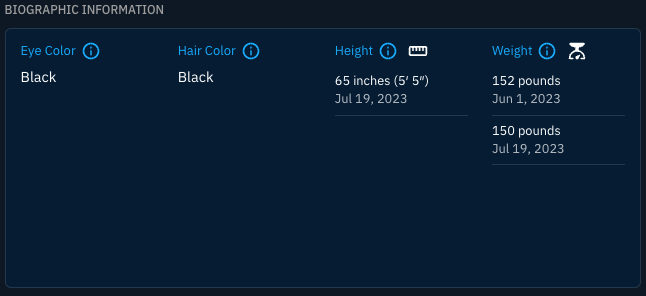 BIOGRAPHIC INFORMATION
Eye Color
Black
Hair Color
Black
Height
65 inches (5′ 5″)
Jul 19, 2023
Weight
152 pounds
Jun 1, 2023
150 pounds
Jul 19, 2023